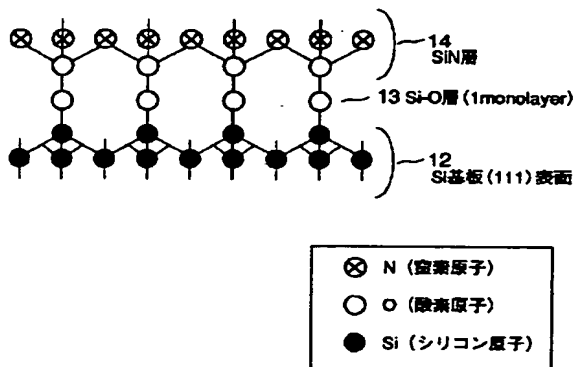 14
SiN層
13 Si-O層 (1monolayer)
12
Si基板 (111) 表面
N (窒素原子)
O (酸素原子)
Si (シリコン原子)